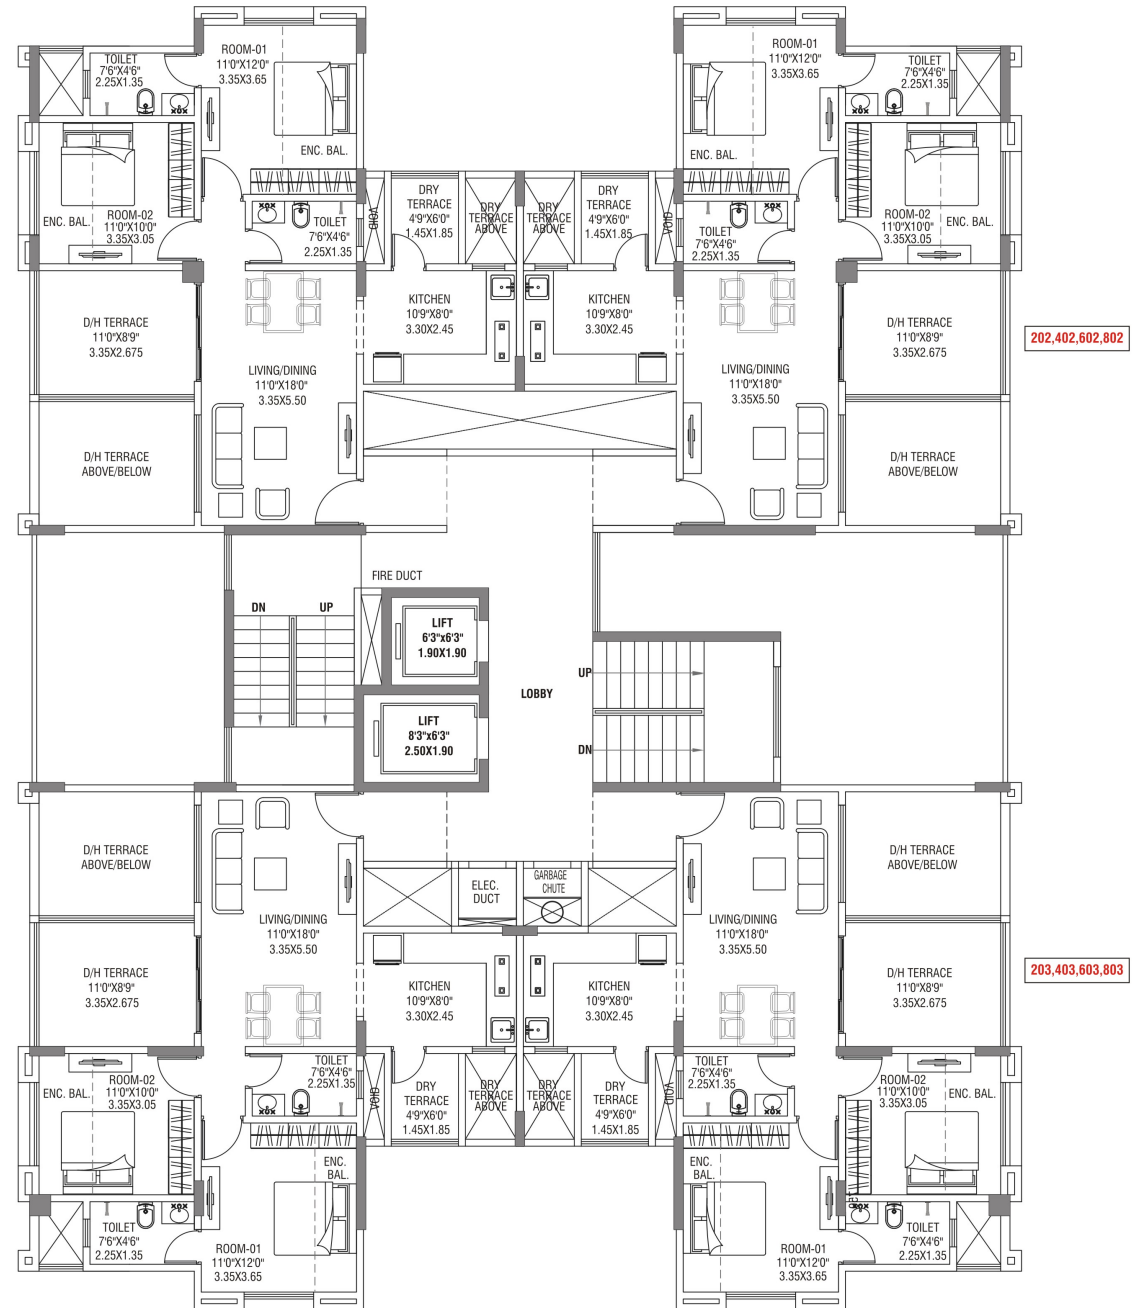 TOILET
7'6"X4'6"
2.25X1.35
ROOM-01
11'0"X12'0"
3.35X3.65
ENC. BAL.
ROOM-01
11'0"X12'0"
3.35X3.65
ENC. BAL.
TOILET
7'6"X4'6"
2.25X1.35
ENC. BAL.
ROOM-02
11'0"X10'0"
3.35X3.05
TOILET
7'6"X4'6"
2.25X1.35
VOID
DRY
TERRACE
4'9"X6'0"
1.45X1.85
DRY
TERRACE
ABOVE
DRY
TERRACE
ABOVE
DRY
TERRACE
4'9"X6'0"
1.45X1.85
VOID
TOILET
7'6"X4'6"
2.25X1.35
ROOM-02
11'0"X10'0"
3.35X3.05
ENC. BAL.
D/H TERRACE
11'0"X8'9"
3.35X2.675
KITCHEN
10'9"X8'0"
3.30X2.45
KITCHEN
10'9"X8'0"
3.30X2.45
D/H TERRACE
11'0"X8'9"
3.35X2.675
202,402,602,802
LIVING/DINING
11'0"X18'0"
3.35X5.50
LIVING/DINING
11'0"X18'0"
3.35X5.50
D/H TERRACE
ABOVE/BELOW
D/H TERRACE
ABOVE/BELOW
FIRE DUCT
DN
UP
LIFT
6'3"x6'3"
1.90X1.90
LIFT
8'3"x6'3"
2.50X1.90
LOBBY
UP
DN
D/H TERRACE
ABOVE/BELOW
D/H TERRACE
ABOVE/BELOW
ELEC.
DUCT
GARBAGE
CHUTE
LIVING/DINING
11'0"X18'0"
3.35X5.50
LIVING/DINING
11'0"X18'0"
3.35X5.50
D/H TERRACE
11'0"X8'9"
3.35X2.675
KITCHEN
10'9"X8'0"
3.30X2.45
KITCHEN
10'9"X8'0"
3.30X2.45
D/H TERRACE
11'0"X8'9"
3.35X2.675
203,403,603,803
ENC. BAL.
ROOM-02
11'0"X10'0"
3.35X3.05
TOILET
7'6"X4'6"
2.25X1.35
VOID
DRY
TERRACE
4'9"X6'0"
1.45X1.85
DRY
TERRACE
ABOVE
DRY
TERRACE
ABOVE
DRY
TERRACE
4'9"X6'0"
1.45X1.85
VOID
TOILET
7'6"X4'6"
2.25X1.35
ROOM-02
11'0"X10'0"
3.35X3.05
ENC. BAL.
ENC.
BAL.
ENC.
BAL.
TOILET
7'6"X4'6"
2.25X1.35
ROOM-01
11'0"X12'0"
3.35X3.65
ROOM-01
11'0"X12'0"
3.35X3.65
TOILET
7'6"X4'6"
2.25X1.35